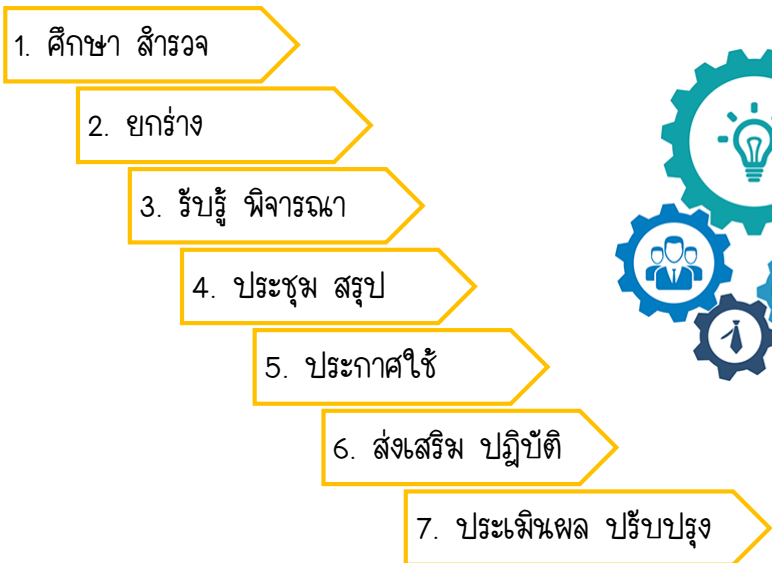 1. ศึกษา สำรวจ
2. ยกร่าง
3. รับรู้ พิจารณา
4. ประชุม สรุป
5. ประกาศใช้
6. ส่งเสริม ปฎิบัติ
7. ประเมินผล ปรับปรุง